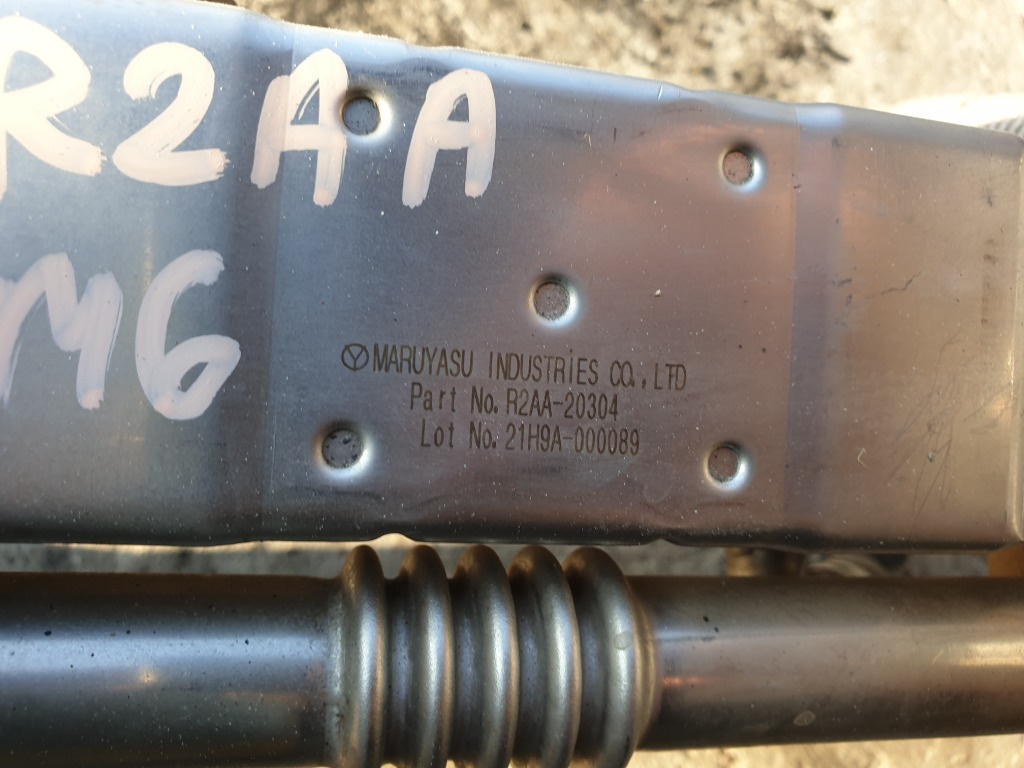 R2AA
M6
MARUYASU INDUSTRiES CO., LTD
Part No. R2AA-20304
Lot No. 21H9A-000089